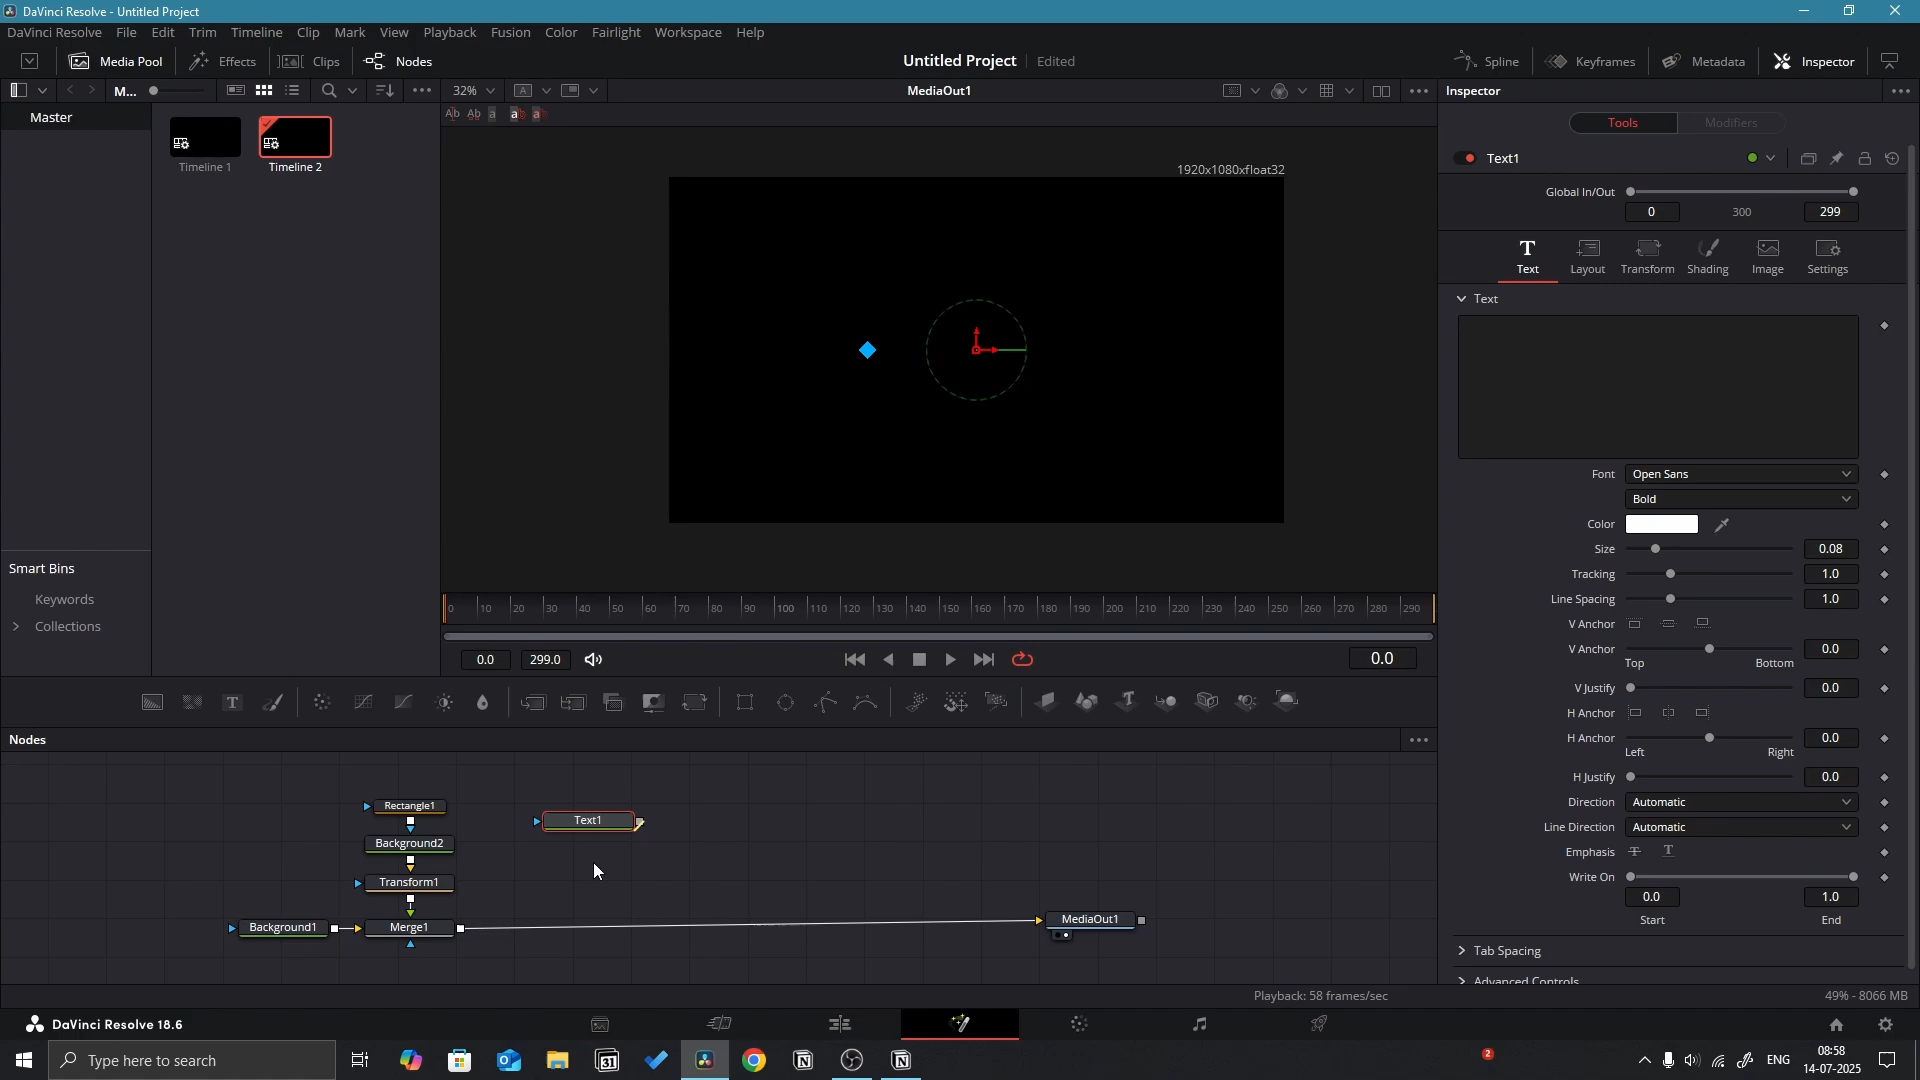 DaVinci Resolve - Untitled Project
DaVinci Resolve File Edit Trim Timeline Clip Mark View Playback Fusion Color Fairlight Workspace Help
Media Pool Effects Clips Nodes Untitled Project Edited Spline Keyframes Metadata Inspector
M... 32% A MediaOut1 Inspector
Master
Ab Ab a a a
Tools Modifiers
Timeline 1 Timeline 2
Text1
1920x1080xfloat32
Global In/Out
0 300 299
T
Text Layout Transform Shading Image Settings
Text
Font Open Sans
Bold
Color
Size 0.08
Tracking 1.0
Line Spacing 1.0
V Anchor
V Anchor 0.0
Top Bottom
V Justify 0.0
H Anchor
H Anchor 0.0
Left Right
H Justify 0.0
Direction Automatic
Line Direction Automatic
Emphasis T T
Write On
0.0 1.0
Start End
Tab Spacing
Advanced Controls
Smart Bins
Keywords
Collections
0 10 20 30 40 50 60 70 80 90 100 110 120 130 140 150 160 170 180 190 200 210 220 230 240 250 260 270 280 290
0.0 299.0 0.0
T T
Nodes
Rectangle1
Text1
Background2
Transform1
Background1 Merge1 MediaOut1
Playback: 58 frames/sec 49% - 8066 MB
DaVinci Resolve 18.6
Type here to search
31
2
ENG
08:58
14-07-2025